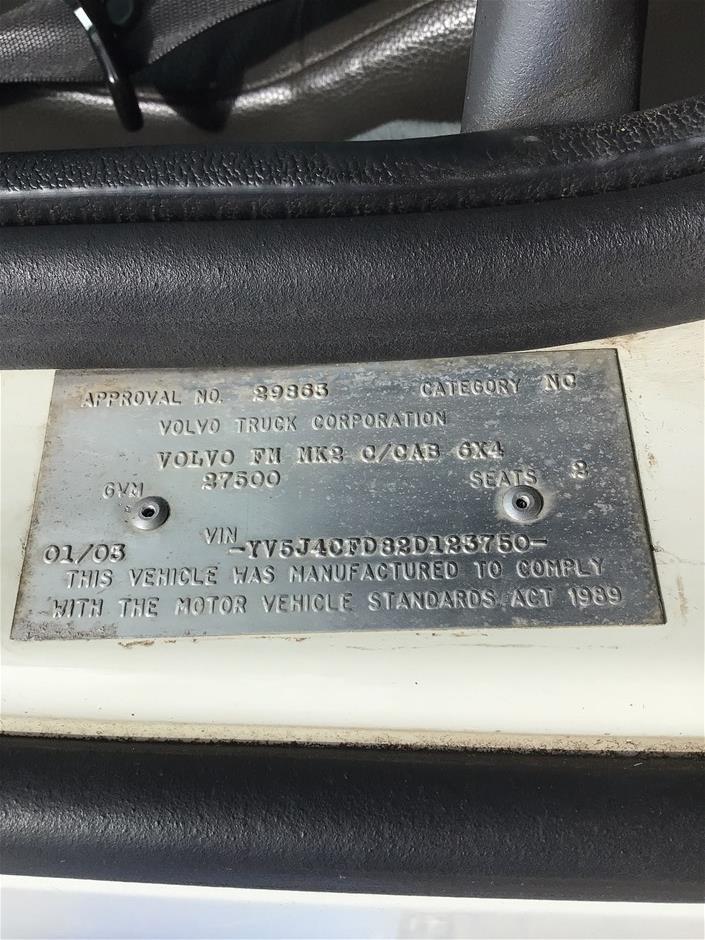 APPROVAL NO. 29863 CATEGORY NC
VOLVO TRUCK CORPORATION
VOLVO FM MK2 C/CAB 6X4
GVM 27500 SEATS 2
01/03 VIN -YV5J4CFD82D123750-
THIS VEHICLE WAS MANUFACTURED TO COMPLY
WITH THE MOTOR VEHICLE STANDARDS ACT 1989